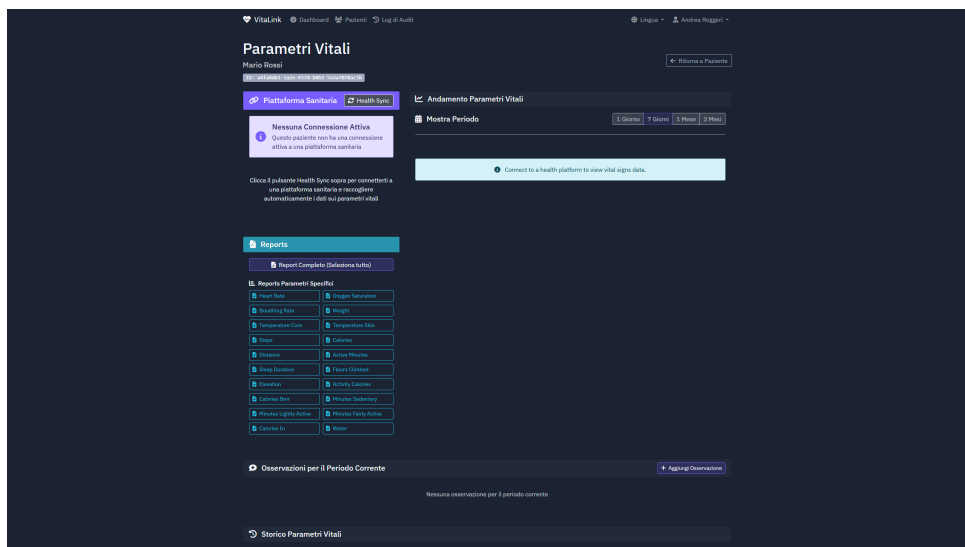 VitaLink Dashboard Pazienti Log di Audit Lingua Andrea Roggeri
Parametri Vitali
Mario Rossi
Ritorna a Paziente
Piattaforma Sanitaria Health Sync
Nessuna Connessione Attiva
Questo paziente non ha una connessione
attiva a una piattaforma sanitaria
Clicca il pulsante Health Sync sopra per connetterti a
una piattaforma sanitaria e raccogliere
automaticamente i dati sui parametri vitali
Andamento Parametri Vitali
Mostra Periodo 1 Giorno 7 Giorni 1 Mese 3 Mesi
Connect to a health platform to view vital signs data.
Reports
Report Completo (Seleziona tutto)
Reports Parametri Specifici
Heart Rate Oxygen Saturation
Breathing Rate Weight
Temperature Core Temperature Skin
Steps Calories
Distance Active Minutes
Sleep Duration Floors Climbed
Elevation Activity Calories
Calories Bmr Minutes Sedentary
Minutes Lightly Active Minutes Fairly Active
Calories In Water
Osservazioni per il Periodo Corrente Aggiungi Osservazione
Nessuna osservazione per il periodo corrente
Storico Parametri Vitali